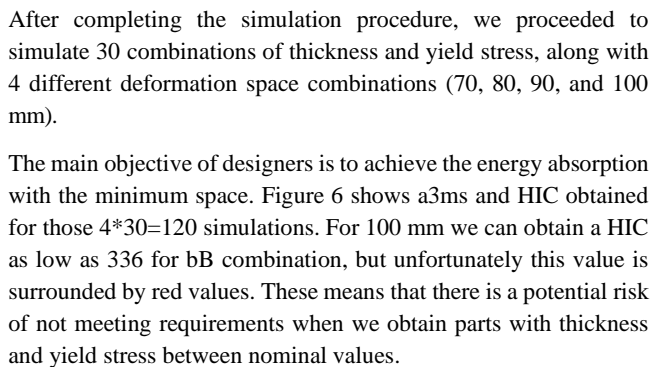 After completing the simulation procedure, we proceeded to
simulate 30 combinations of thickness and yield stress, along with
4 different deformation space combinations (70, 80, 90, and 100
mm).
The main objective of designers is to achieve the energy absorption
with the minimum space. Figure 6 shows a3ms and HIC obtained
for those 4*30=120 simulations. For 100 mm we can obtain a HIC
as low as 336 for bB combination, but unfortunately this value is
surrounded by red values. These means that there is a potential risk
of not meeting requirements when we obtain parts with thickness
and yield stress between nominal values.